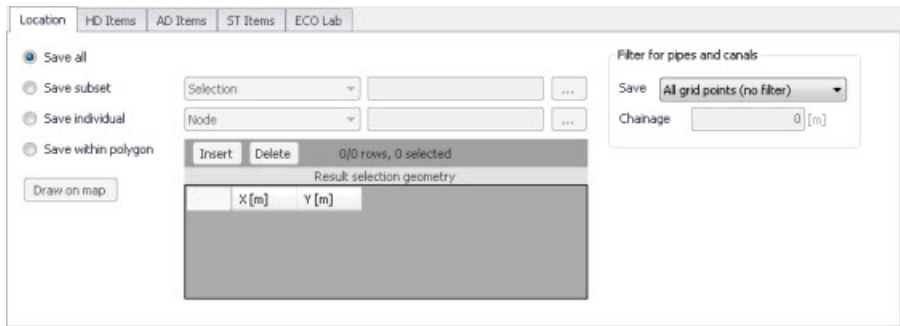 Location HD Items AD Items ST Items ECO Lab
Save all
Filter for pipes and canals
Save subset Selection ...
Save All grid points (no filter)
Save individual Node ...
Chainage 0 [m]
Save within polygon
Insert Delete 0/0 rows, 0 selected
Result selection geometry
Draw on map
X [m] Y [m]